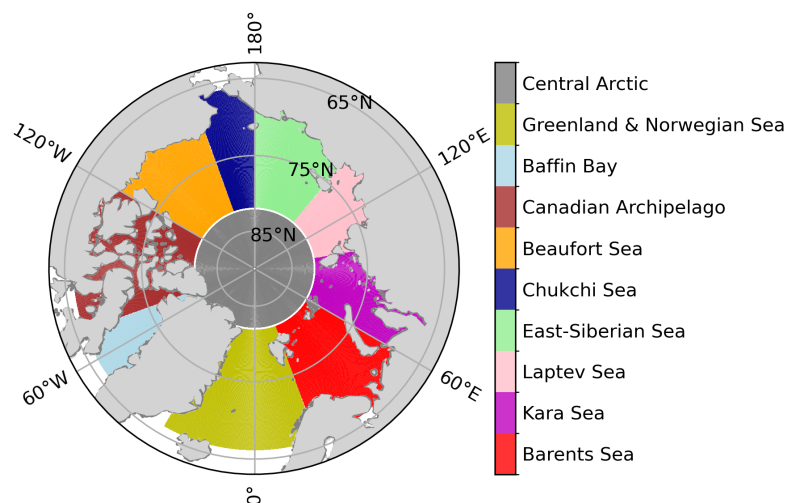 180°
65°N
120°W
120°E
75°N
85°N
60°W
60°E
0°
Central Arctic
Greenland & Norwegian Sea
Baffin Bay
Canadian Archipelago
Beaufort Sea
Chukchi Sea
East-Siberian Sea
Laptev Sea
Kara Sea
Barents Sea